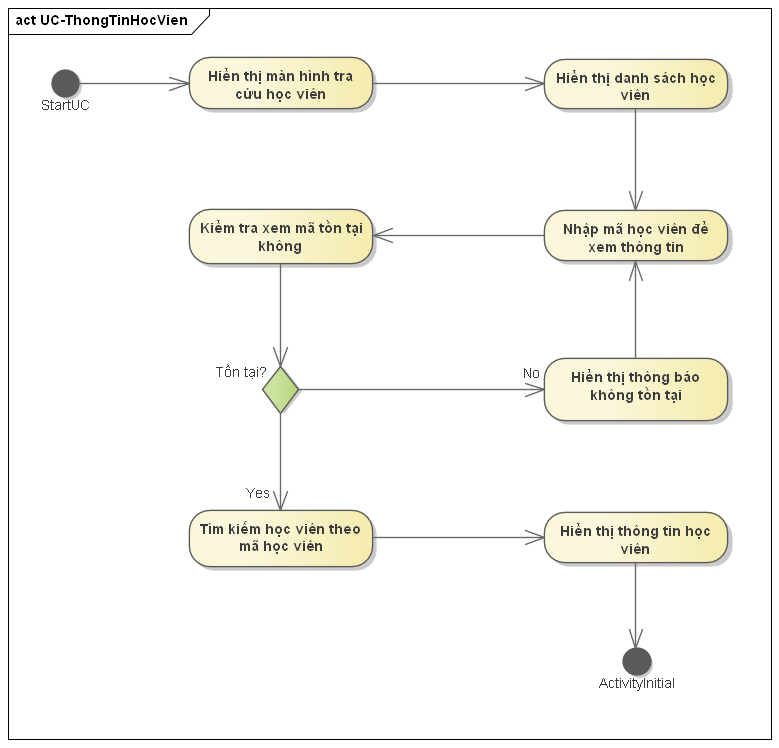 act UC-ThongTinHocVien
StartUC
Hiển thị màn hình tra
cứu học viên
Hiển thị danh sách học
viên
Kiểm tra xem mã tồn tại
không
Nhập mã học viên để
xem thông tin
Tồn tại?
No
Hiển thị thông báo
không tồn tại
Yes
Tìm kiếm học viên theo
mã học viên
Hiển thị thông tin học
viên
ActivityInitial